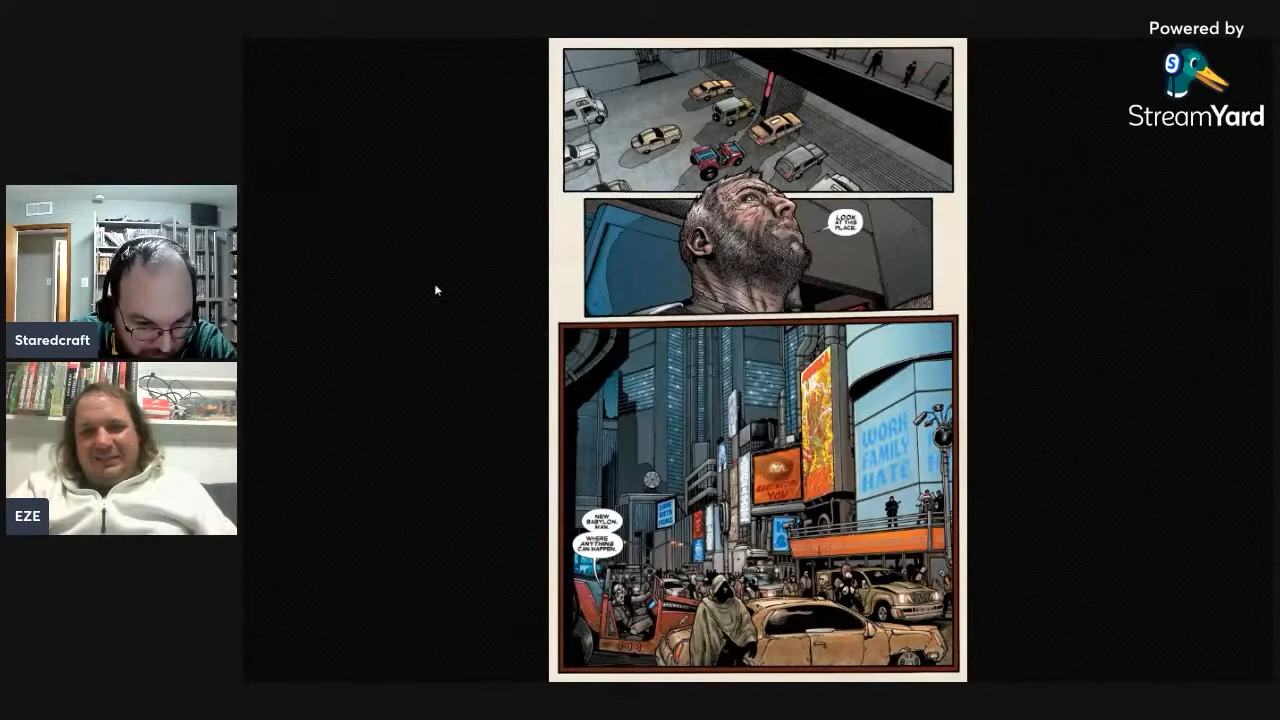 Powered by
StreamYard
Staredcraft
EZE
LOOK
AT THIS
PLACE.
NEW
BABYLON,
MAN.
WHERE
ANYTHING
CAN HAPPEN.
YOU
WORK
FAMILY
HATE